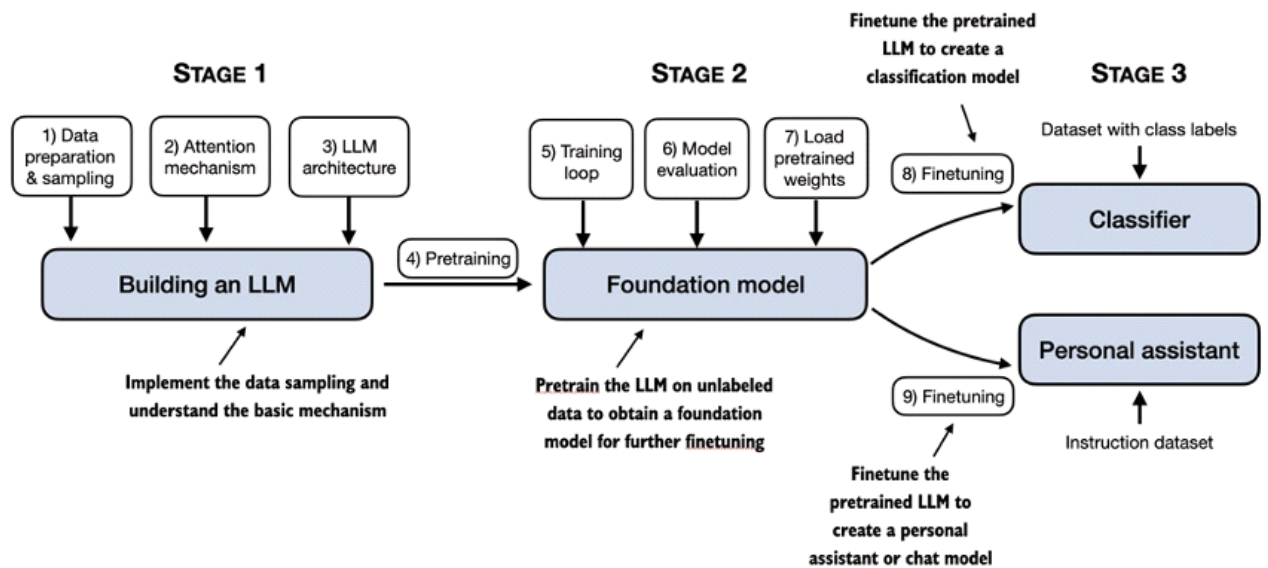 STAGE 1
1) Data
preparation
& sampling
2) Attention
mechanism
3) LLM
architecture
Building an LLM
Implement the data sampling and
understand the basic mechanism
4) Pretraining
STAGE 2
5) Training
loop
6) Model
evaluation
7) Load
pretrained
weights
Foundation model
Pretrain the LLM on unlabeled
data to obtain a foundation
model for further finetuning
Finetune the pretrained
LLM to create a
classification model
8) Finetuning
STAGE 3
Dataset with class labels
Classifier
Personal assistant
9) Finetuning
Instruction dataset
Finetune the
pretrained LLM to
create a personal
assistant or chat model